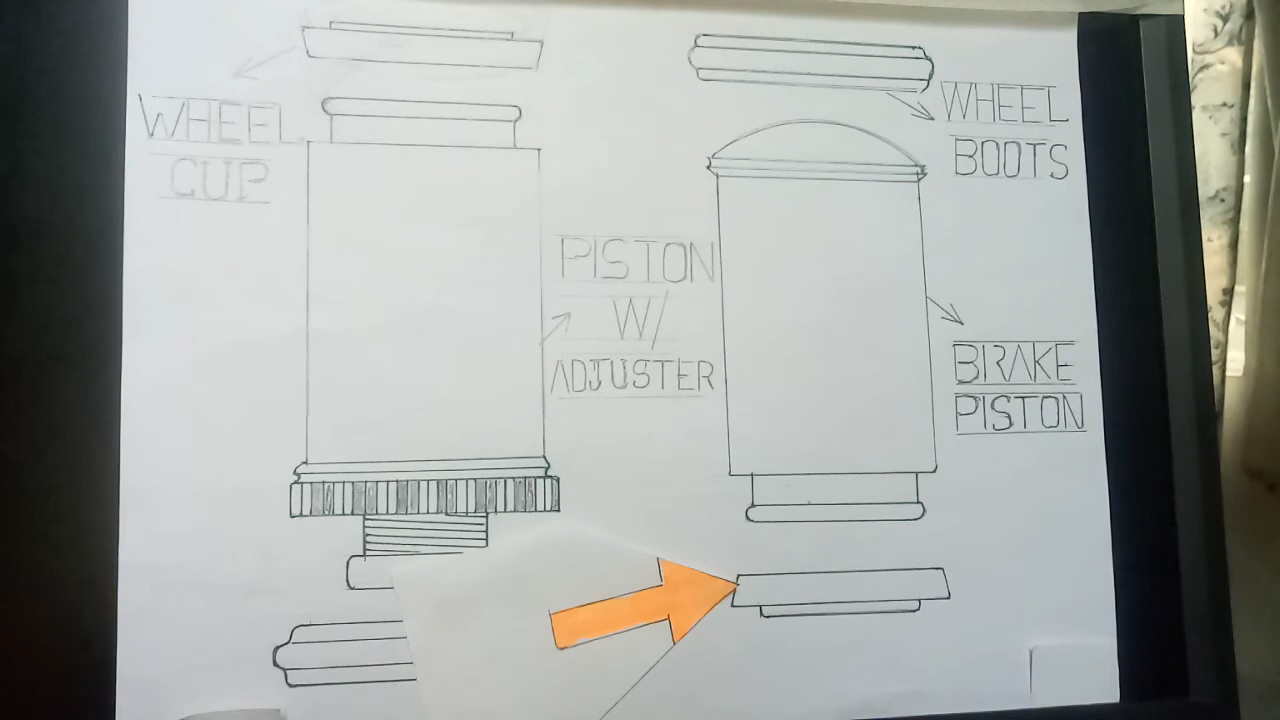 WHEEL
CUP
PISTON
W/
ADJUSTER
WHEEL
BOOTS
BRAKE
PISTON